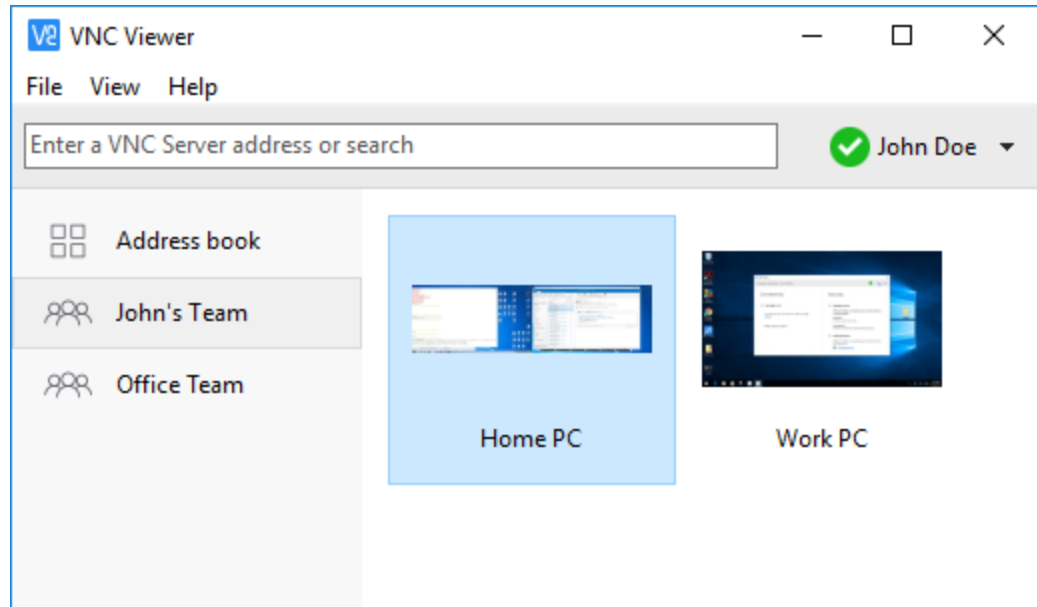 VNC Viewer
File View Help
Enter a VNC Server address or search
John Doe
Address book
John's Team
Office Team
Home PC
Work PC